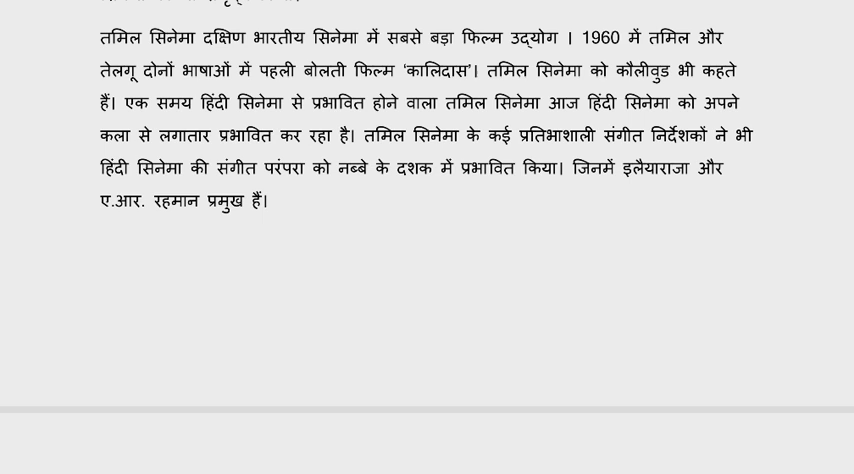 तमिल सिनेमा दक्षिण भारतीय सिनेमा में सबसे बड़ा फिल्म उद्योग । 1960 में तमिल और
तेलगू दोनों भाषाओं में पहली बोलती फिल्म ‘कालिदास’। तमिल सिनेमा को कौलीवुड भी कहते
हैं। एक समय हिंदी सिनेमा से प्रभावित होने वाला तमिल सिनेमा आज हिंदी सिनेमा को अपने
कला से लगातार प्रभावित कर रहा है। तमिल सिनेमा के कई प्रतिभाशाली संगीत निर्देशकों ने भी
हिंदी सिनेमा की संगीत परंपरा को नब्बे के दशक में प्रभावित किया। जिनमें इलैयाराजा और
ए.आर. रहमान प्रमुख हैं।